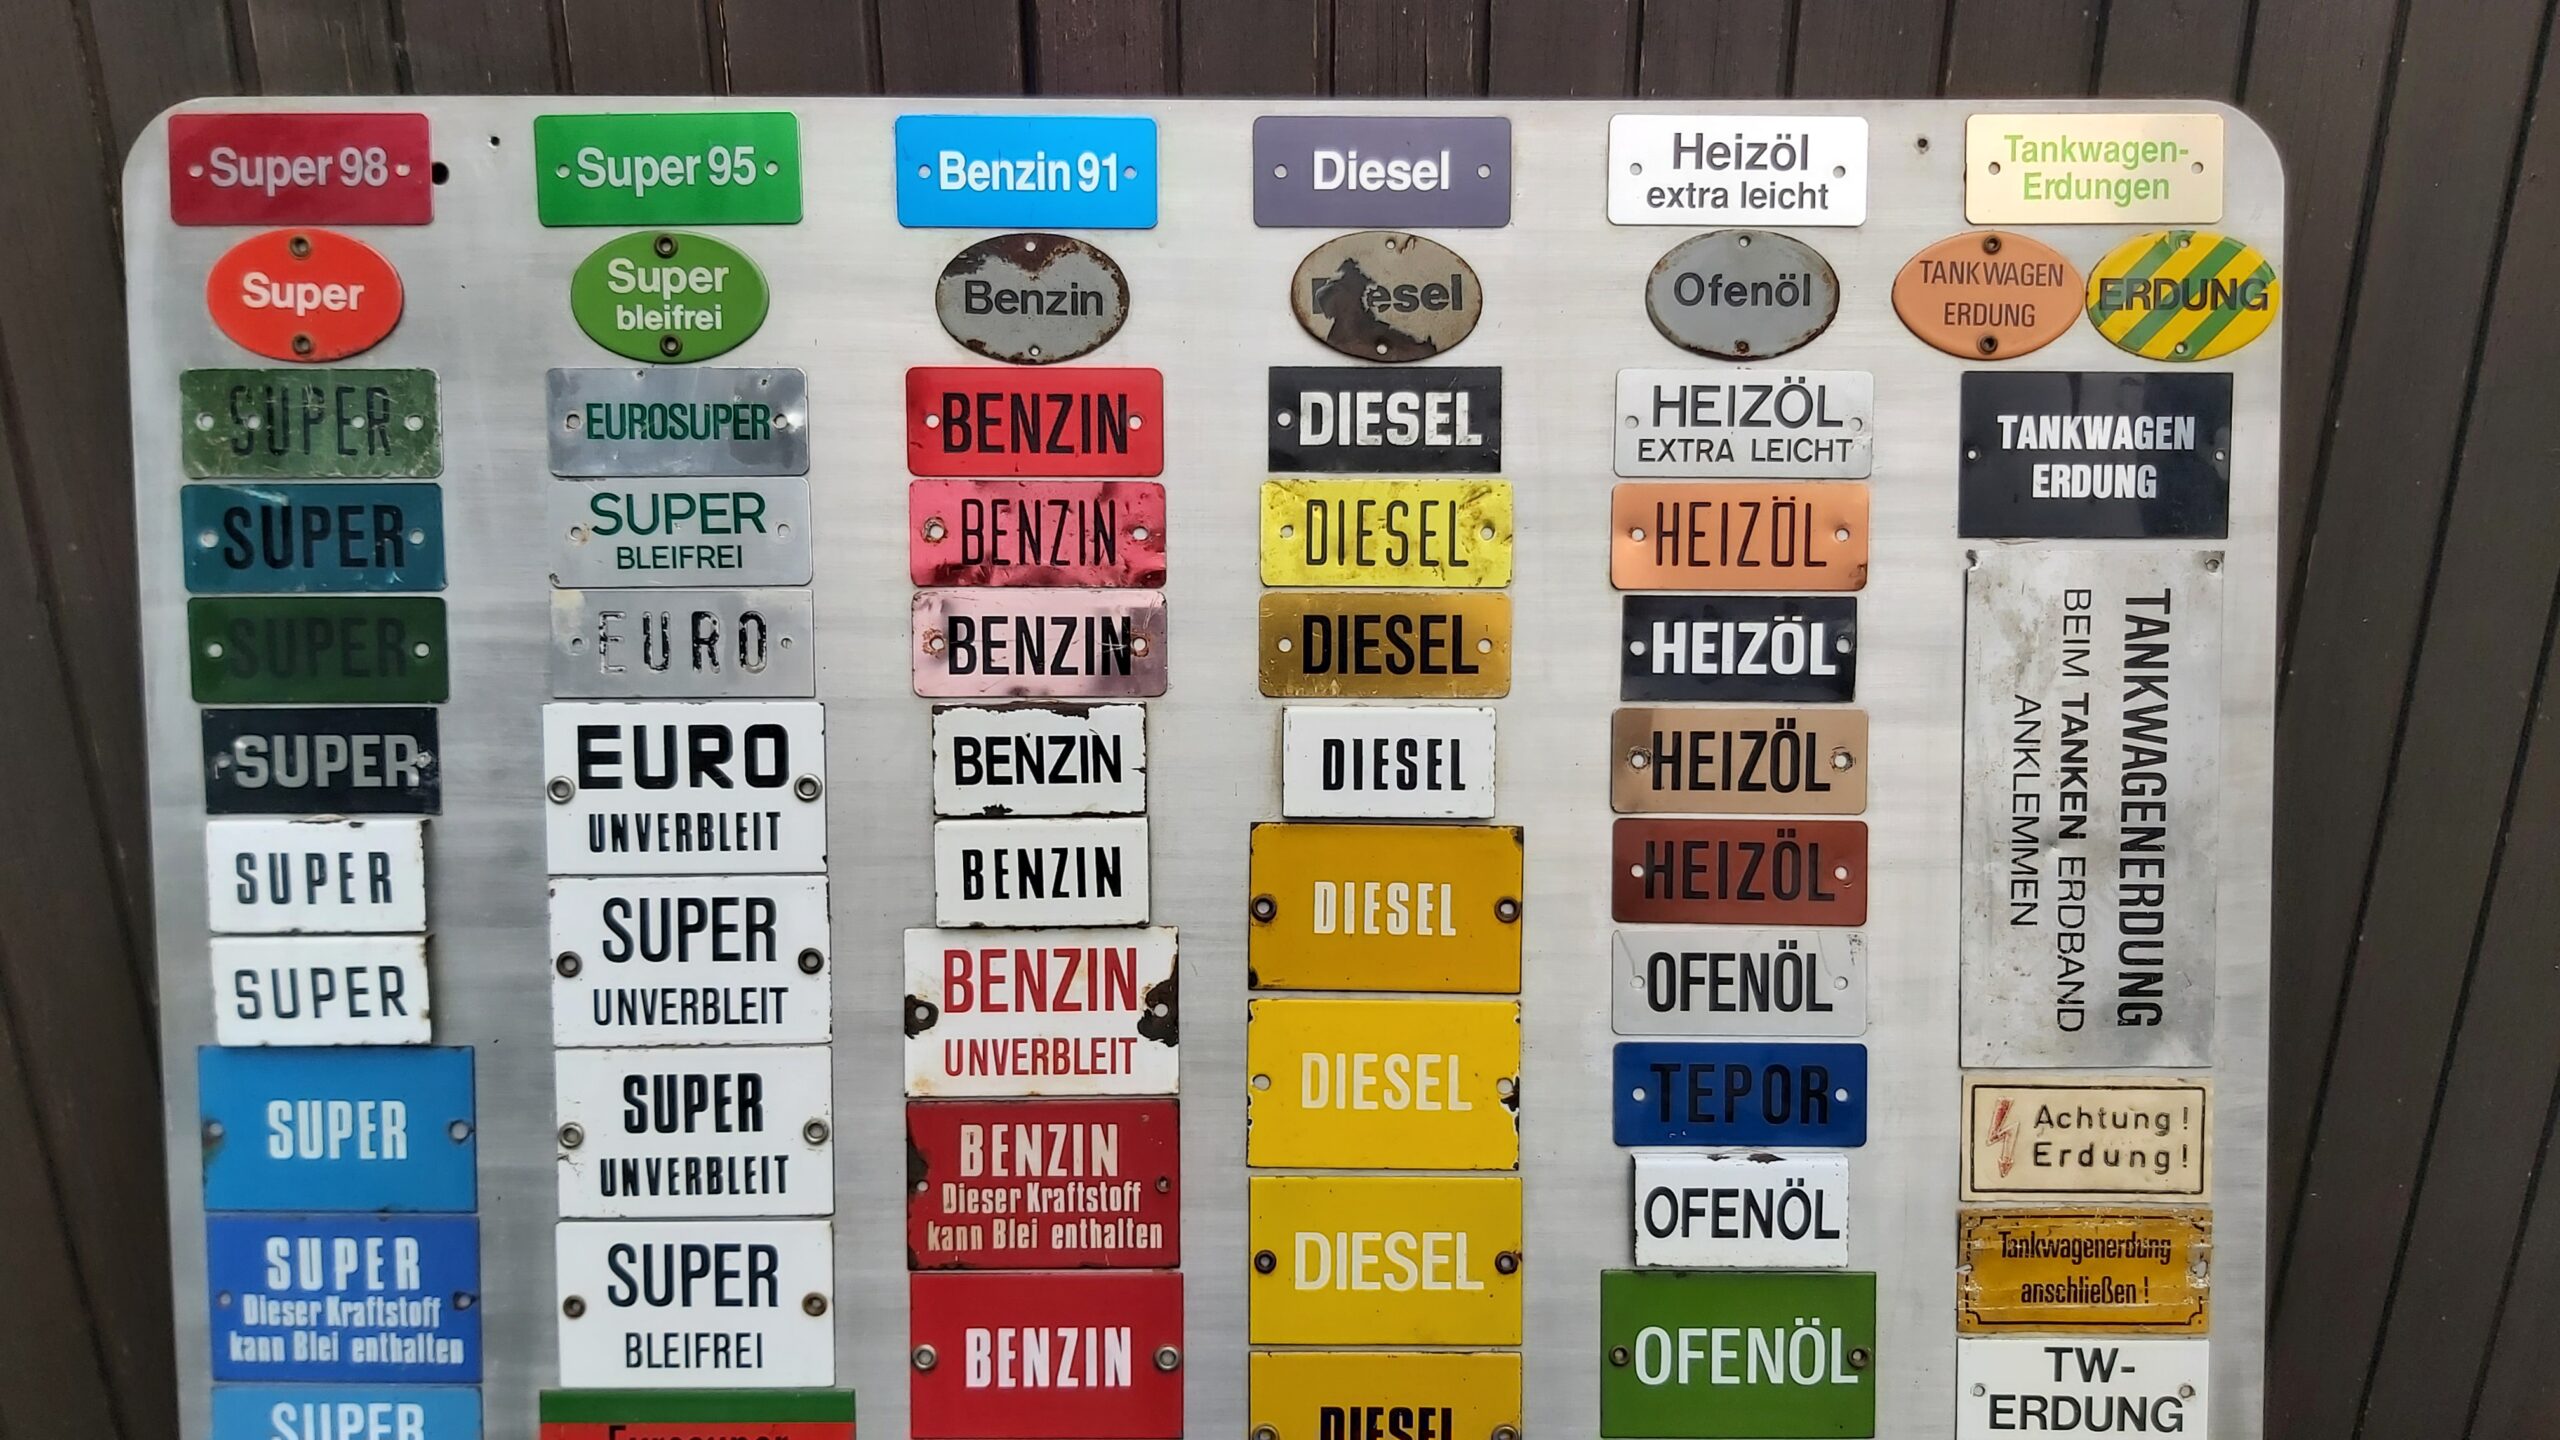 Super 98
Super
SUPER
SUPER
SUPER
SUPER
SUPER
SUPER
SUPER
SUPER
Dieser Kraftstoff
kann Blei enthalten
SUPER
Super 95
Super
bleifrei
EUROSUPER
SUPER
BLEIFREI
EURO
EURO
UNVERBLEIT
SUPER
UNVERBLEIT
SUPER
UNVERBLEIT
SUPER
BLEIFREI
Eurosuper
Benzin 91
Benzin
BENZIN
BENZIN
BENZIN
BENZIN
BENZIN
BENZIN
UNVERBLEIT
BENZIN
Dieser Kraftstoff
kann Blei enthalten
BENZIN
Diesel
Diesel
DIESEL
DIESEL
DIESEL
DIESEL
DIESEL
DIESEL
DIESEL
DIESEL
Heizöl
extra leicht
Ofenöl
HEIZÖL
EXTRA LEICHT
HEIZÖL
HEIZÖL
HEIZÖL
HEIZÖL
OFENÖL
TEPOR
OFENÖL
OFENÖL
Tankwagen-
Erdungen
TANKWAGEN
ERDUNG
ERDUNG
TANKWAGEN
ERDUNG
TANKWAGENERDUNG
BEIM TANKEN ERDBAND
ANKLEMMEN
Achtung!
Erdung!
Tankwagenerdung
anschließen!
TW-
ERDUNG